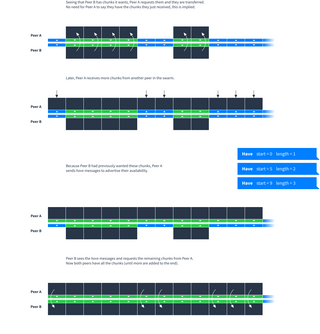 Seeing that Peer B has chunks it wants, Peer A requests them and they are transferred.
No need for Peer A to say they have the chunks they just received, this is implied.
Peer A
Peer B
Later, Peer A receives more chunks from another peer in the swarm.
Peer A
Peer B
Have start = 0 length = 1
Have start = 5 length = 2
Have start = 9 length = 3
Because Peer B had previously wanted these chunks, Peer A
sends have messages to advertise their availability.
Peer A
Peer B
Peer B sees the have messages and requests the remaining chunks from Peer A.
Now both peers have all the chunks (until more are added to the end).
Peer A
Peer B